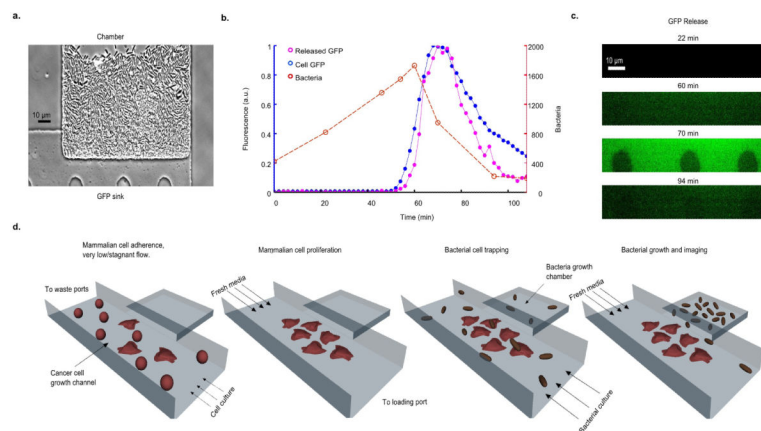 a.
Chamber
10 μm
GFP sink
b.
Released GFP
Cell GFP
Bacteria
Fluorescence (a.u.)
1
0.8
0.6
0.4
0.2
0
Bacteria
2000
1600
1200
800
400
0
0 20 40 60 80 100
Time (min)
c.
GFP Release
22 min
10 μm
60 min
70 min
94 min
d.
Mammalian cell adherence,
very low/stagnant flow.
To waste ports
Cancer cell
growth channel
Cell culture
Mammalian cell proliferation
Fresh media
To loading port
Bacterial cell trapping
Bacteria growth
chamber
Bacterial culture
Bacterial growth and imaging
Fresh media